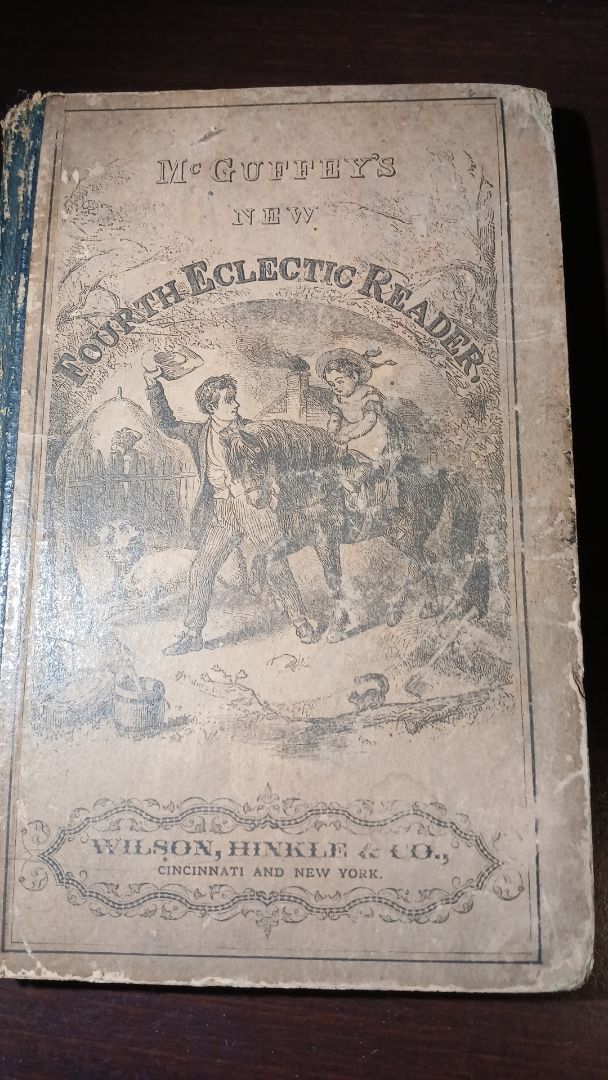 McGUFFEY'S
NEW
FOURTH ECLECTIC READER.
WILSON, HINKLE & CO.,
CINCINNATI AND NEW YORK.